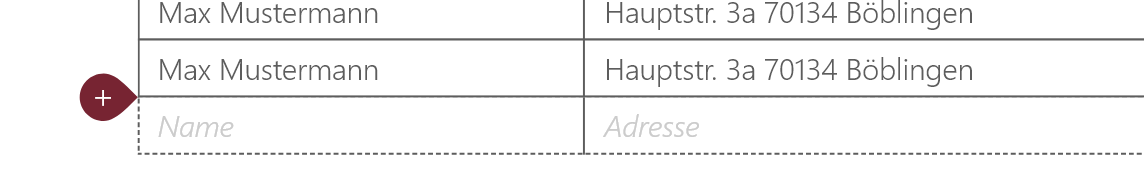 Max Mustermann Hauptstr. 3a 70134 Böblingen
Max Mustermann Hauptstr. 3a 70134 Böblingen
Name Adresse